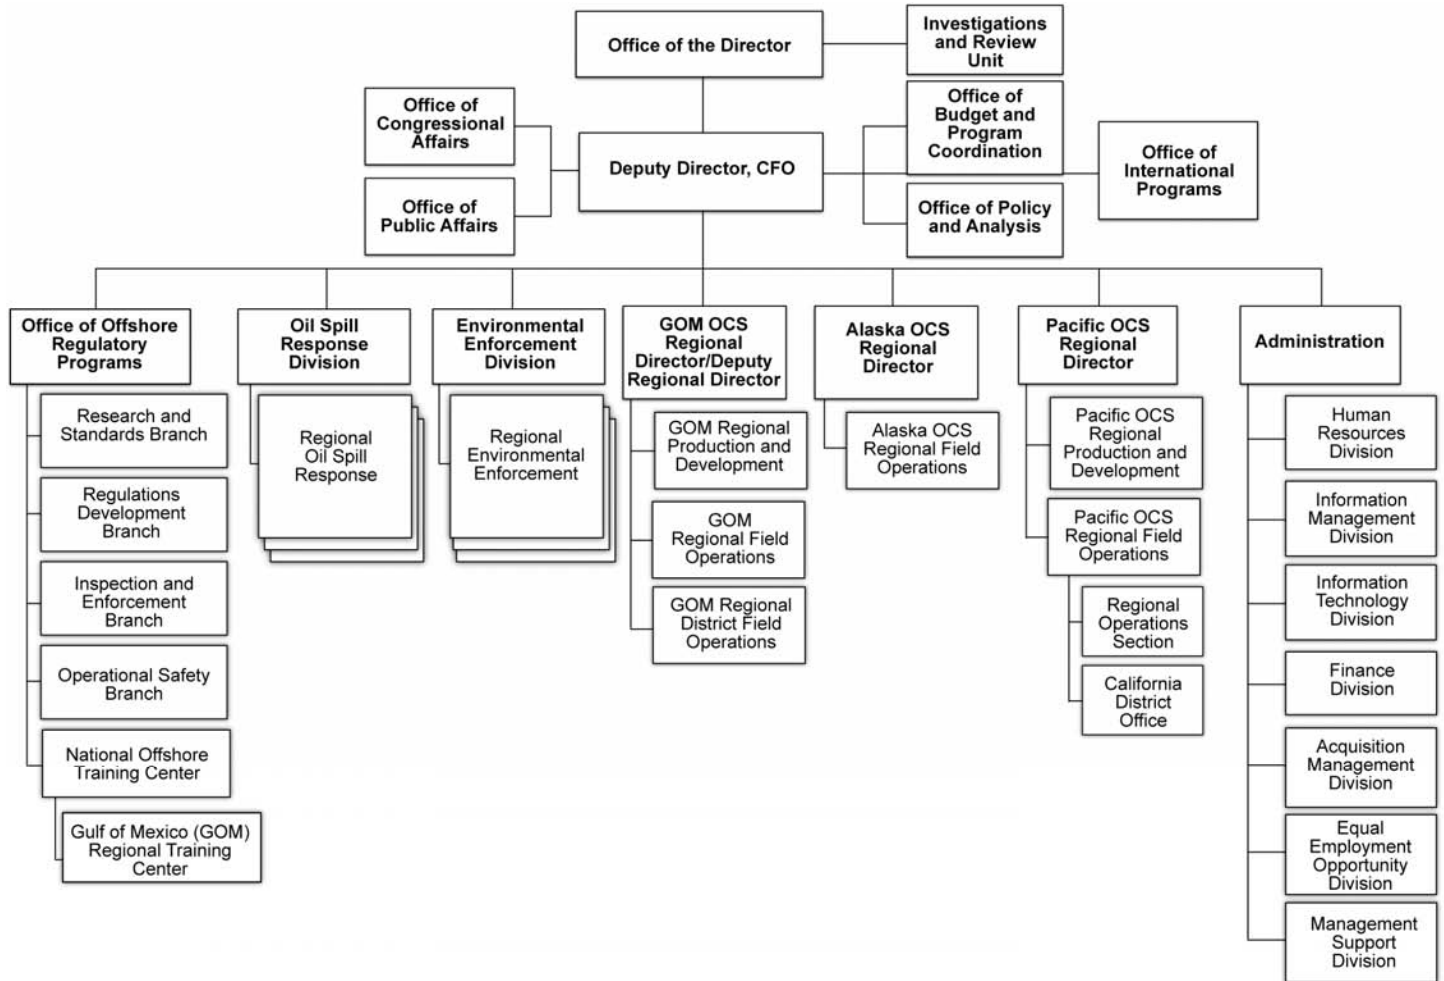 Office of the Director
Investigations
and Review
Unit
Office of
Congressional
Affairs
Office of
Public Affairs
Deputy Director, CFO
Office of
Budget and
Program
Coordination
Office of Policy
and Analysis
Office of
International
Programs
Office of Offshore
Regulatory
Programs
Research and
Standards Branch
Regulations
Development
Branch
Inspection and
Enforcement
Branch
Operational Safety
Branch
National Offshore
Training Center
Gulf of Mexico (GOM)
Regional Training
Center
Oil Spill
Response
Division
Regional
Oil Spill
Response
Environmental
Enforcement
Division
Regional
Environmental
Enforcement
GOM OCS
Regional
Director/Deputy
Regional Director
GOM Regional
Production and
Development
GOM
Regional Field
Operations
GOM Regional
District Field
Operations
Alaska OCS
Regional
Director
Alaska OCS
Regional Field
Operations
Pacific OCS
Regional
Director
Pacific OCS
Regional
Production and
Development
Pacific OCS
Regional Field
Operations
Regional
Operations
Section
California
District
Office
Administration
Human
Resources
Division
Information
Management
Division
Information
Technology
Division
Finance
Division
Acquisition
Management
Division
Equal
Employment
Opportunity
Division
Management
Support
Division